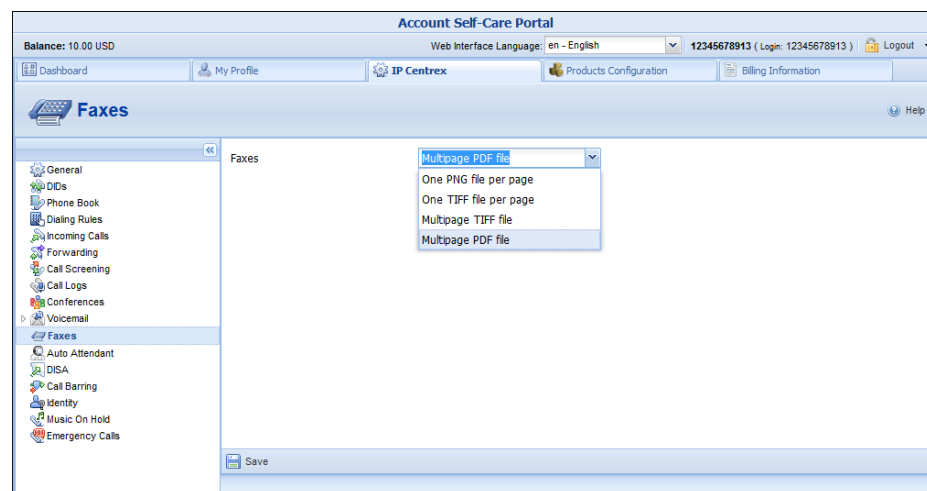 Account Self-Care Portal
Balance: 10.00 USD Web Interface Language: en - English 12345678913 ( Login: 12345678913 ) Logout
Dashboard My Profile IP Centrex Products Configuration Billing Information
Faxes Help
Faxes Multipage PDF file
One PNG file per page
One TIFF file per page
Multipage TIFF file
Multipage PDF file
General
DIDs
Phone Book
Dialing Rules
Incoming Calls
Forwarding
Call Screening
Call Logs
Conferences
Voicemail
Faxes
Auto Attendant
DISA
Call Barring
Identity
Music On Hold
Emergency Calls
Save